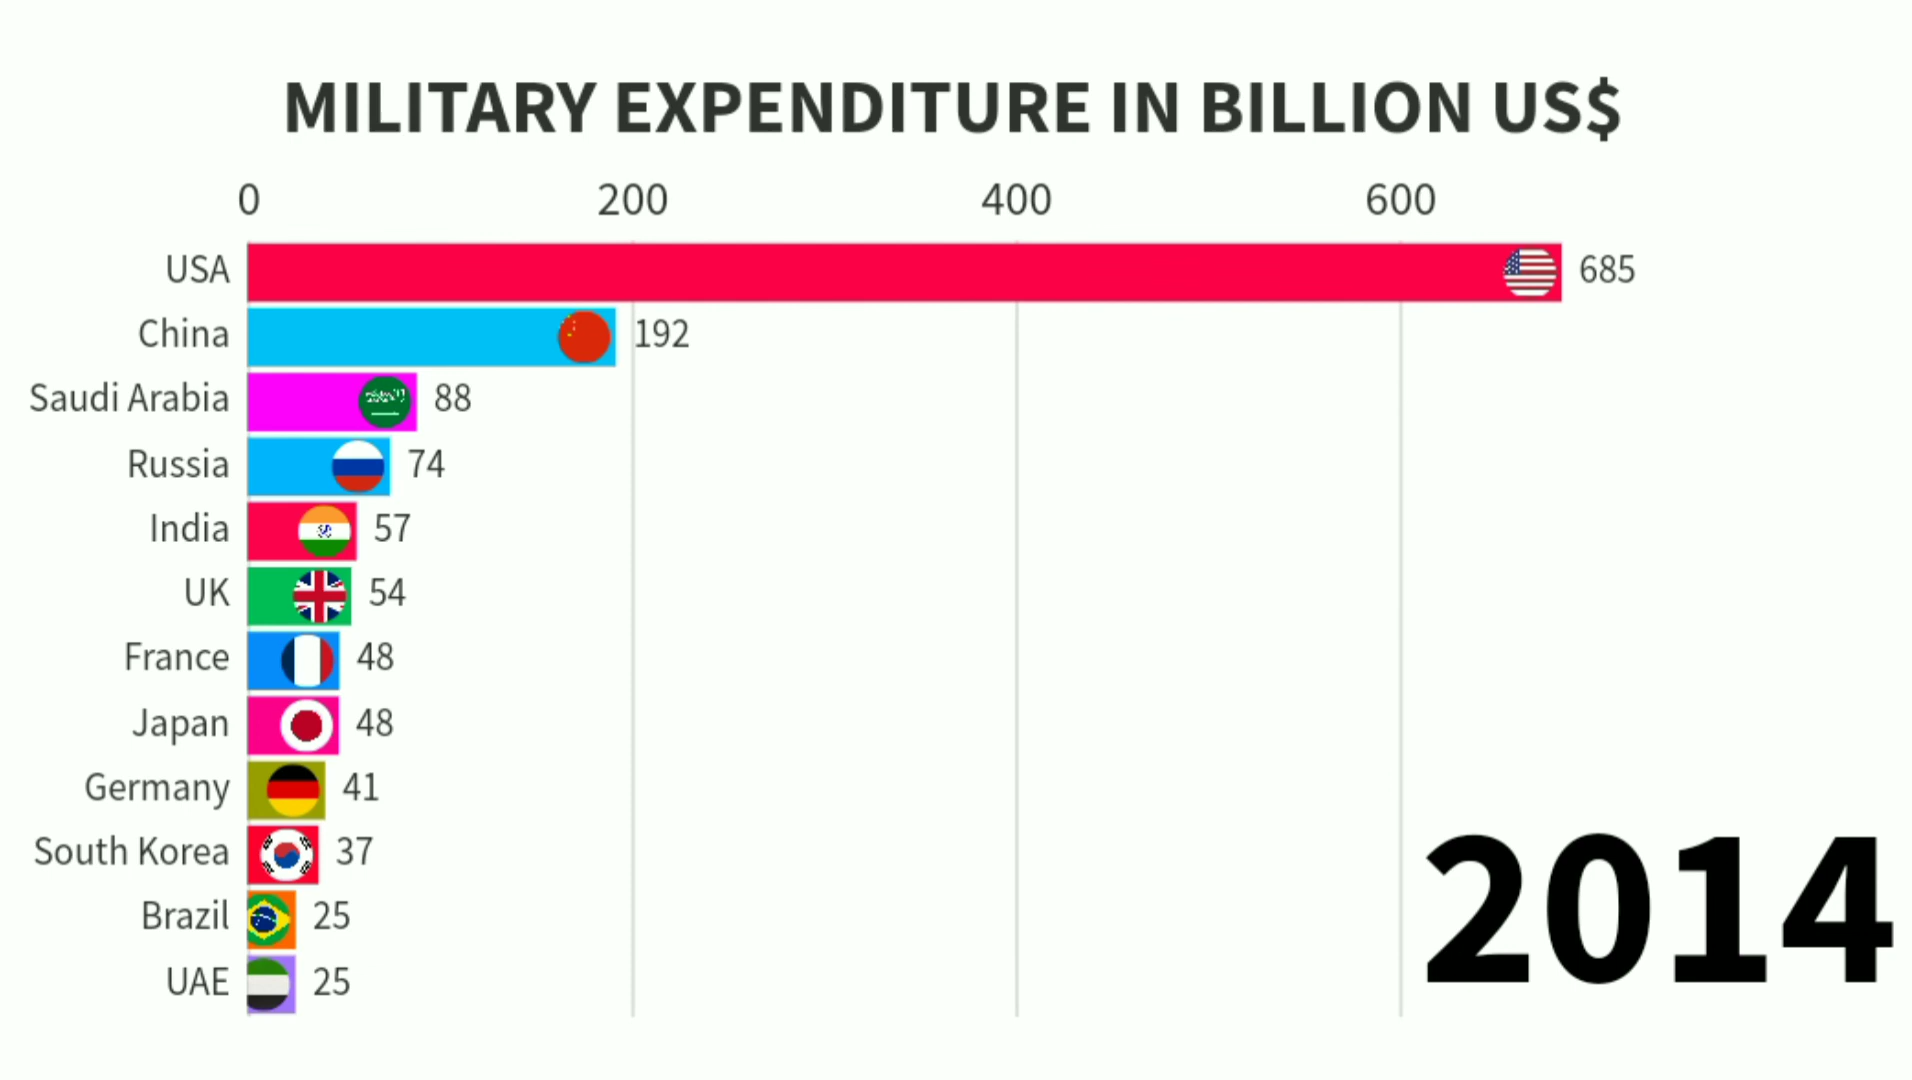 MILITARY EXPENDITURE IN BILLION US$
0 200 400 600
USA 685
China 192
Saudi Arabia 88
Russia 74
India 57
UK 54
France 48
Japan 48
Germany 41
South Korea 37
Brazil 25
UAE 25
2014